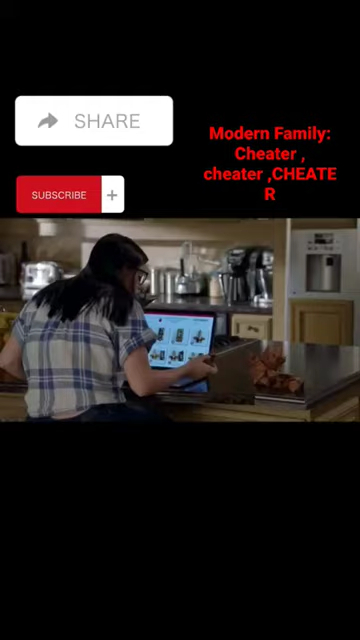 SHARE
Modern Family:
Cheater ,
cheater ,CHEATE
R
SUBSCRIBE +